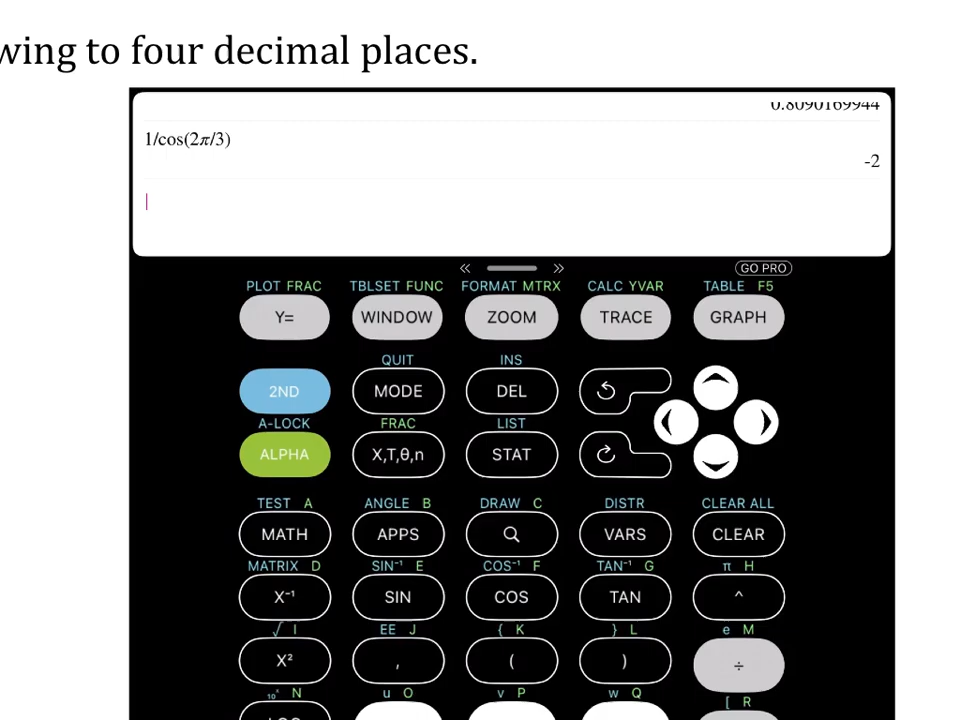 wing to four decimal places.
0.8090169944
1/cos(2π/3)
-2
« »
GO PRO
PLOT FRAC TBLSET FUNC FORMAT MTRX CALC YVAR TABLE F5
Y= WINDOW ZOOM TRACE GRAPH
QUIT INS
2ND MODE DEL
A-LOCK FRAC LIST
ALPHA X,T,θ,n STAT
TEST A ANGLE B DRAW C DISTR CLEAR ALL
MATH APPS VARS CLEAR
MATRIX D SIN⁻¹ E COS⁻¹ F TAN⁻¹ G π H
X⁻¹ SIN COS TAN ^
√ I EE J { K } L e M
X² , ( ) ÷
10ˣ N u O v P w Q [ R